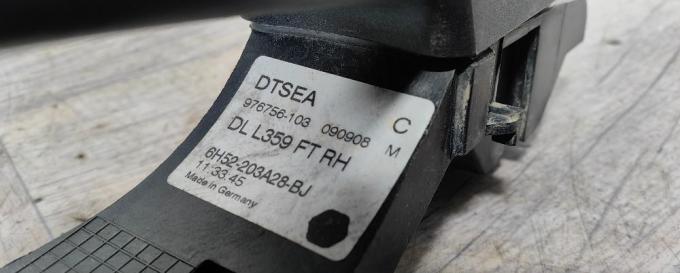 DTSEA
976756-103 090908 C
DL L359 FT RH M
6H52-203A28-BJ
11:33:45
Made in Germany